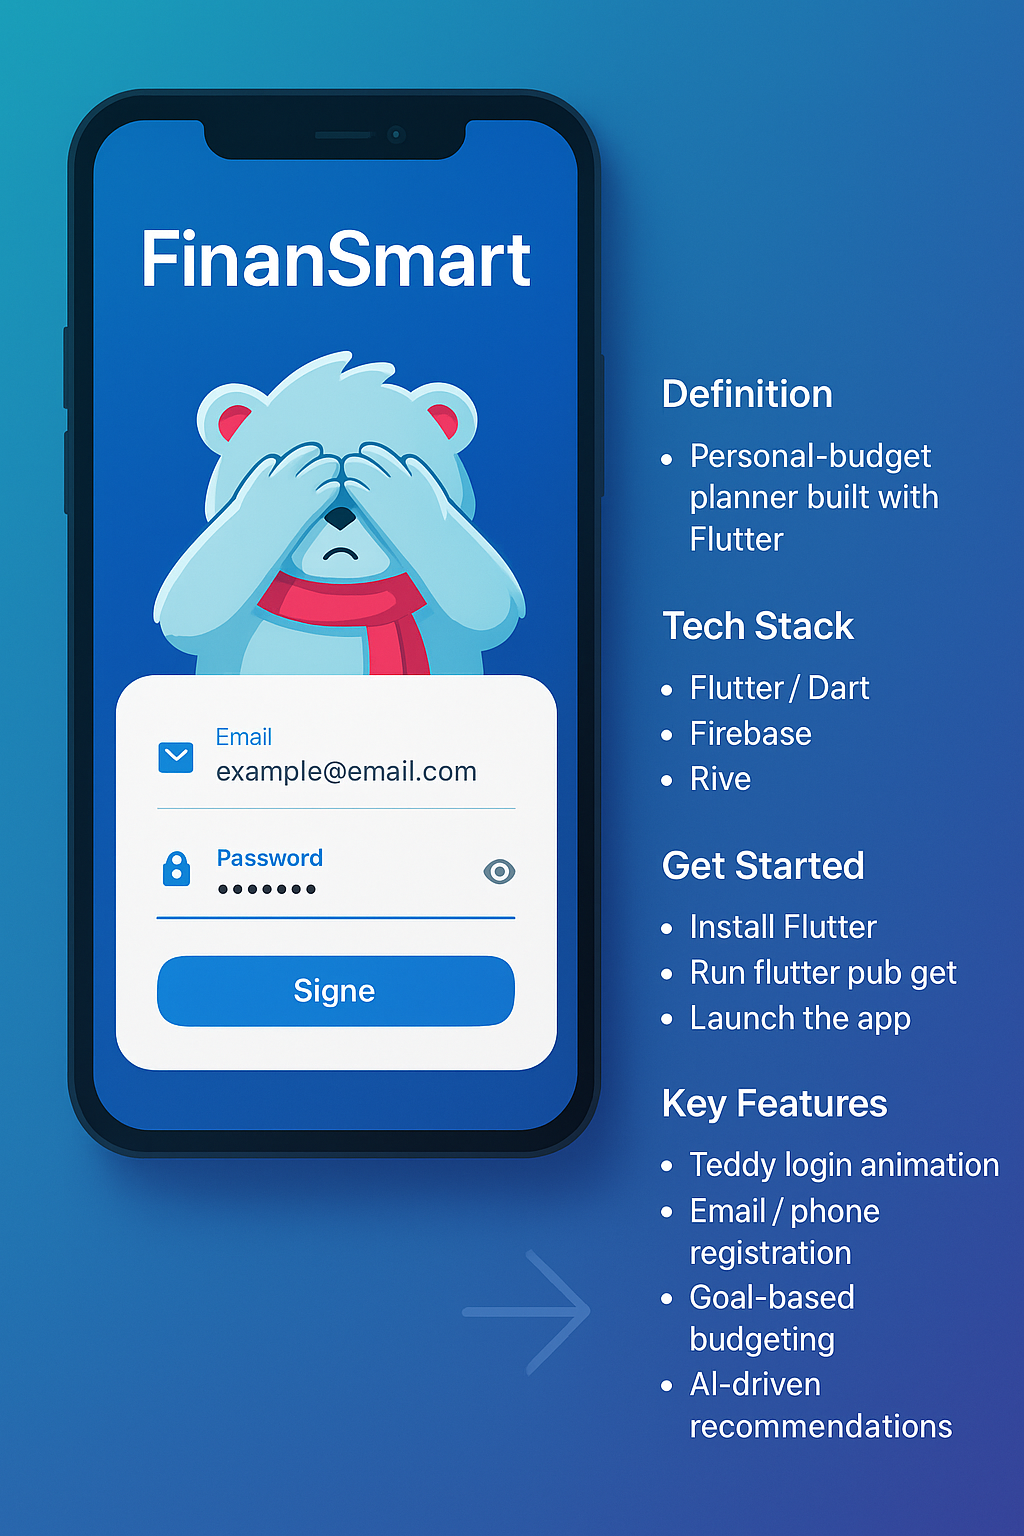 FinanSmart
Email
example@email.com
Password
•••••••
Signe
Definition
• Personal-budget
planner built with
Flutter
Tech Stack
• Flutter / Dart
• Firebase
• Rive
Get Started
• Install Flutter
• Run flutter pub get
• Launch the app
Key Features
• Teddy login animation
• Email / phone
registration
• Goal-based
budgeting
• AI-driven
recommendations